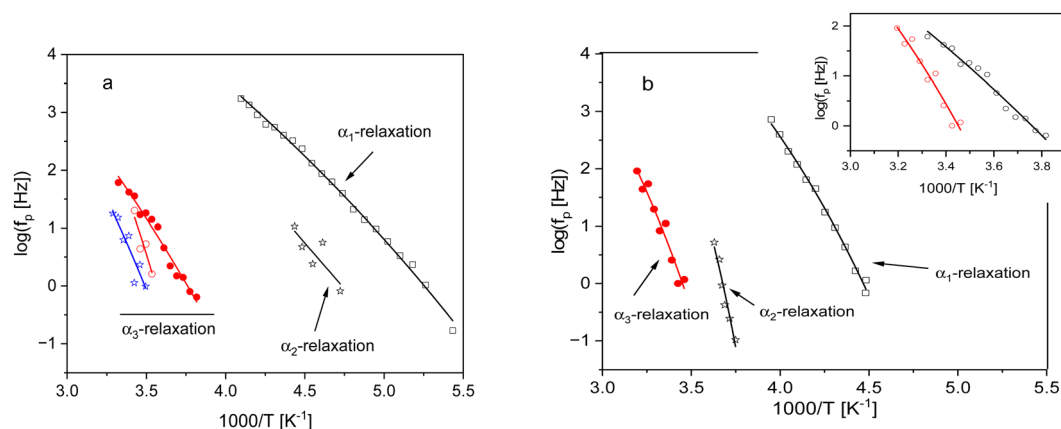 a
4
3
2
1
0
−1
log(fₚ [Hz])
α₁-relaxation
α₃-relaxation
α₂-relaxation
3.0 3.5 4.0 4.5 5.0 5.5
1000/T [K⁻¹]
b
4
3
2
1
0
−1
log(fₚ [Hz])
α₃-relaxation
α₂-relaxation
α₁-relaxation
3.0 3.5 4.0 4.5 5.0 5.5
1000/T [K⁻¹]
2
1
0
log(fₚ [Hz])
3.0 3.2 3.4 3.6 3.8
1000/T [K⁻¹]